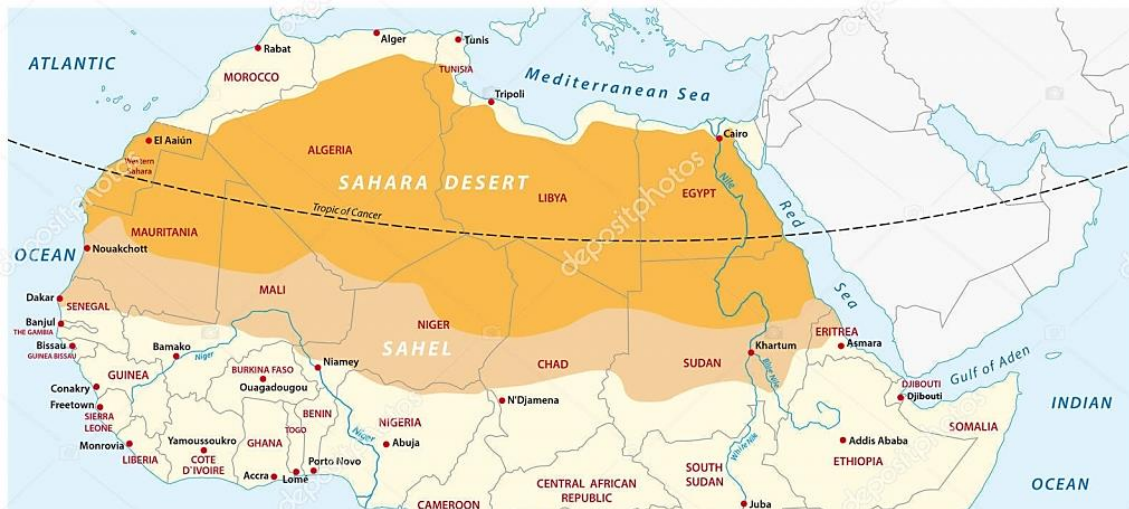 Rabat
Alger
Tunis
ATLANTIC
MOROCCO
TUNISIA
Mediterranean Sea
Tripoli
El Aaiún
Cairo
ALGERIA
Western
Sahara
SAHARA DESERT
Nile
LIBYA
EGYPT
Tropic of Cancer
Red
Sea
MAURITANIA
Nouakchott
OCEAN
MALI
Dakar
SENEGAL
NIGER
Banjul
THE GAMBIA
ERITREA
Bissau
GUINEA BISSAU
Bamako
Niger
SAHEL
Khartum
Asmara
Niamey
CHAD
SUDAN
Blue Nile
Gulf of Aden
GUINEA
BURKINA FASO
Ouagadougou
Conakry
DJIBOUTI
Djibouti
N'Djamena
Freetown
INDIAN
SIERRA
LEONE
BENIN
TOGO
NIGERIA
SOMALIA
Monrovia
Yamoussoukro
GHANA
Niger
Abuja
White Nile
Addis Ababa
LIBERIA
COTE
D'IVOIRE
Porto Novo
ETHIOPIA
Accra
Lomé
SOUTH
SUDAN
CENTRAL AFRICAN
REPUBLIC
OCEAN
CAMEROON
Juba
depositphotos
depositphotos
depositphotos